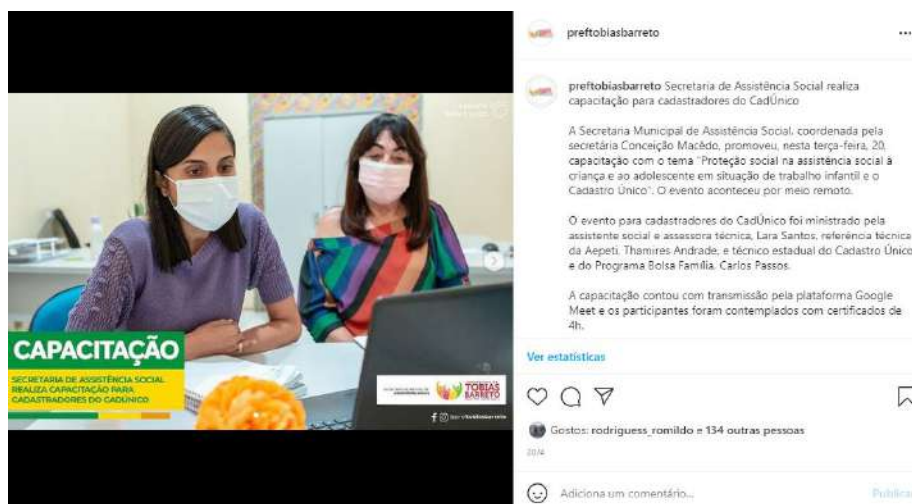 CAPACITAÇÃO
SECRETARIA DE ASSISTÊNCIA SOCIAL
REALIZA CAPACITAÇÃO PARA
CADASTRADORES DO CADÚNICO
TOBIAS
BARRETO
preftobiasbarreto
preftobiasbarreto Secretaria de Assistência Social realiza
capacitação para cadastradores do CadÚnico
A Secretaria Municipal de Assistência Social, coordenada pela
secretária Conceição Macêdo, promoveu, nesta terça-feira, 20,
capacitação com o tema "Proteção social na assistência social à
criança e ao adolescente em situação de trabalho infantil e o
Cadastro Único". O evento aconteceu por meio remoto.
O evento para cadastradores do CadÚnico foi ministrado pela
assistente social e assessora técnica, Lara Santos, referência técnica
da Aepeti, Thamires Andrade, e técnico estadual do Cadastro Único
e do Programa Bolsa Família, Carlos Passos.
A capacitação contou com transmissão pela plataforma Google
Meet e os participantes foram contemplados com certificados de
4h.
Ver estatísticas
Gostos: rodriguess_romildo e 134 outras pessoas
20/4
Adiciona um comentário... Publicar